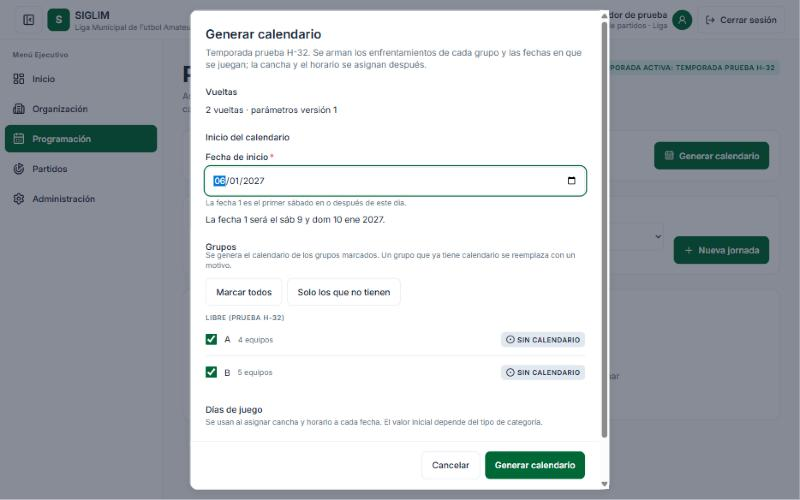 S
SIGLIM
Liga Municipal de Futbol Amateu
dor de prueba
e partidos · Liga
Cerrar sesión
Menú Ejecutivo
Inicio
Organización
Programación
Partidos
Administración
PORADA ACTIVA: TEMPORADA PRUEBA H-32
Generar calendario
Nueva jornada
Generar calendario
Temporada prueba H-32. Se arman los enfrentamientos de cada grupo y las fechas en que
se juegan; la cancha y el horario se asignan después.
Vueltas
2 vueltas · parámetros versión 1
Inicio del calendario
Fecha de inicio *
06/01/2027
La fecha 1 es el primer sábado en o después de este día.
La fecha 1 será el sáb 9 y dom 10 ene 2027.
Grupos
Se genera el calendario de los grupos marcados. Un grupo que ya tiene calendario se reemplaza con un
motivo.
Marcar todos
Solo los que no tienen
LIBRE (PRUEBA H-32)
A 4 equipos
SIN CALENDARIO
B 5 equipos
SIN CALENDARIO
Días de juego
Se usan al asignar cancha y horario a cada fecha. El valor inicial depende del tipo de categoría.
Cancelar
Generar calendario